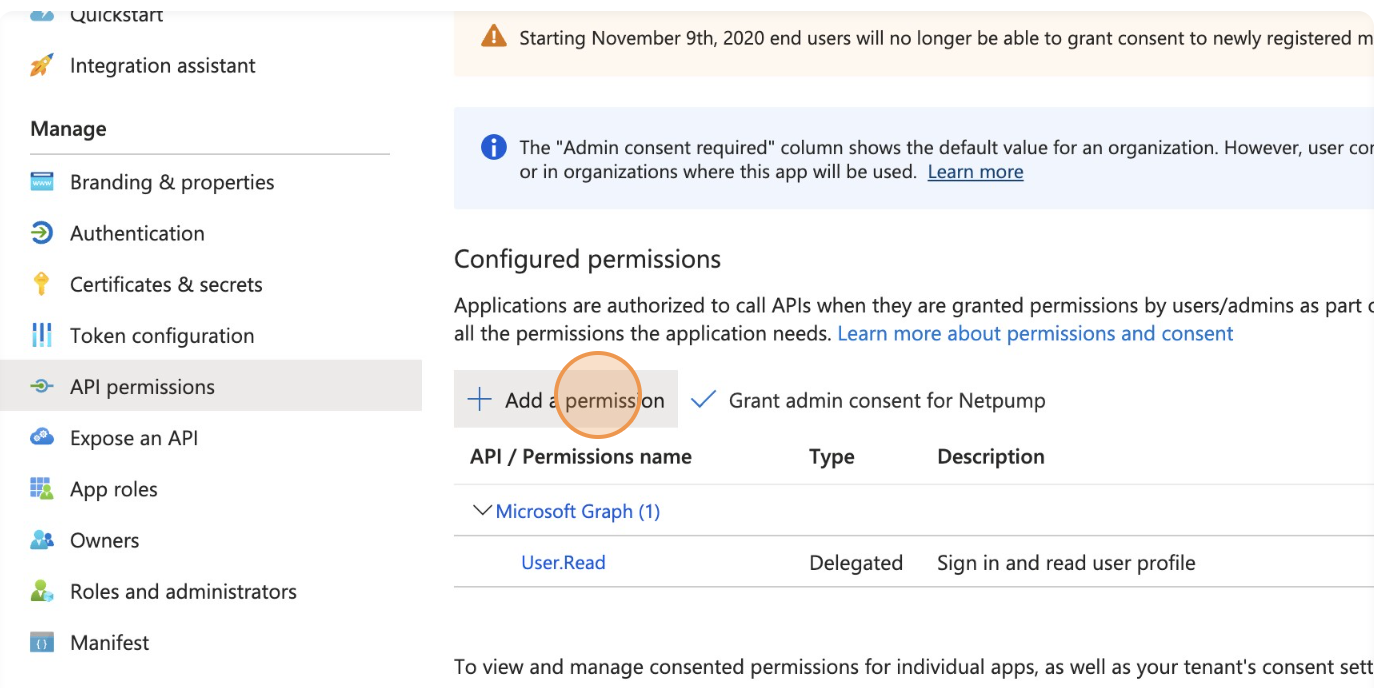 Quickstart
Integration assistant
Manage
Branding & properties
Authentication
Certificates & secrets
Token configuration
API permissions
Expose an API
App roles
Owners
Roles and administrators
Manifest
Starting November 9th, 2020 end users will no longer be able to grant consent to newly registered
The "Admin consent required" column shows the default value for an organization. However, user
or in organizations where this app will be used. Learn more
Configured permissions
Applications are authorized to call APIs when they are granted permissions by users/admins as part
all the permissions the application needs. Learn more about permissions and consent
Add a permission
Grant admin consent for Netpump
API / Permissions name Type Description
Microsoft Graph (1)
User.Read Delegated Sign in and read user profile
To view and manage consented permissions for individual apps, as well as your tenant's consent